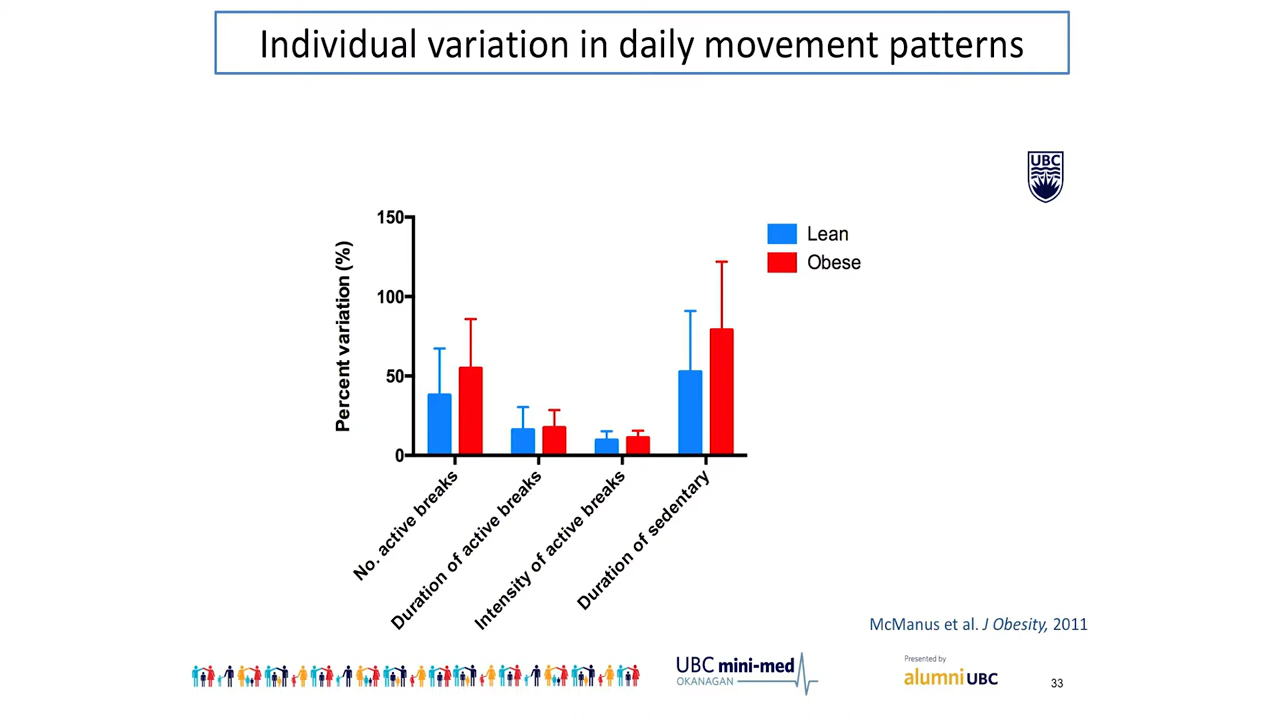 Individual variation in daily movement patterns
UBC
150
100
50
0
Percent variation (%)
Lean
Obese
No. active breaks
Duration of active breaks
Intensity of active breaks
Duration of sedentary
McManus et al. J Obesity, 2011
UBC mini-med
OKANAGAN
Presented by
alumni UBC
33